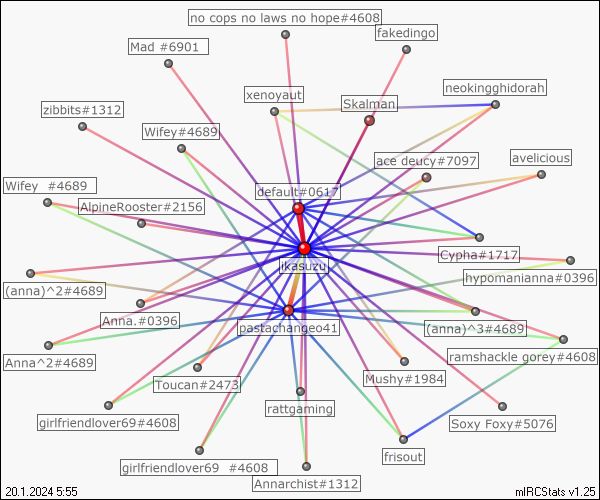 no cops no laws no hope#4608
fakedingo
Mad #6901
neokingghidorah
xenoyaut
Skalman
zibbits#1312
Wifey#4689
ace deucy#7097
avelicious
Wifey  #4689
default#0617
AlpineRooster#2156
Cypha#1717
ikasuzu
hypomanianna#0396
(anna)^2#4689
Anna.#0396
pastachangeo41
(anna)^3#4689
Anna^2#4689
ramshackle gorey#4608
Toucan#2473
Mushy#1984
rattgaming
girlfriendlover69#4608
Soxy Foxy#5076
frisout
girlfriendlover69  #4608
Annarchist#1312
20.1.2024 5:55
mIRCStats v1.25